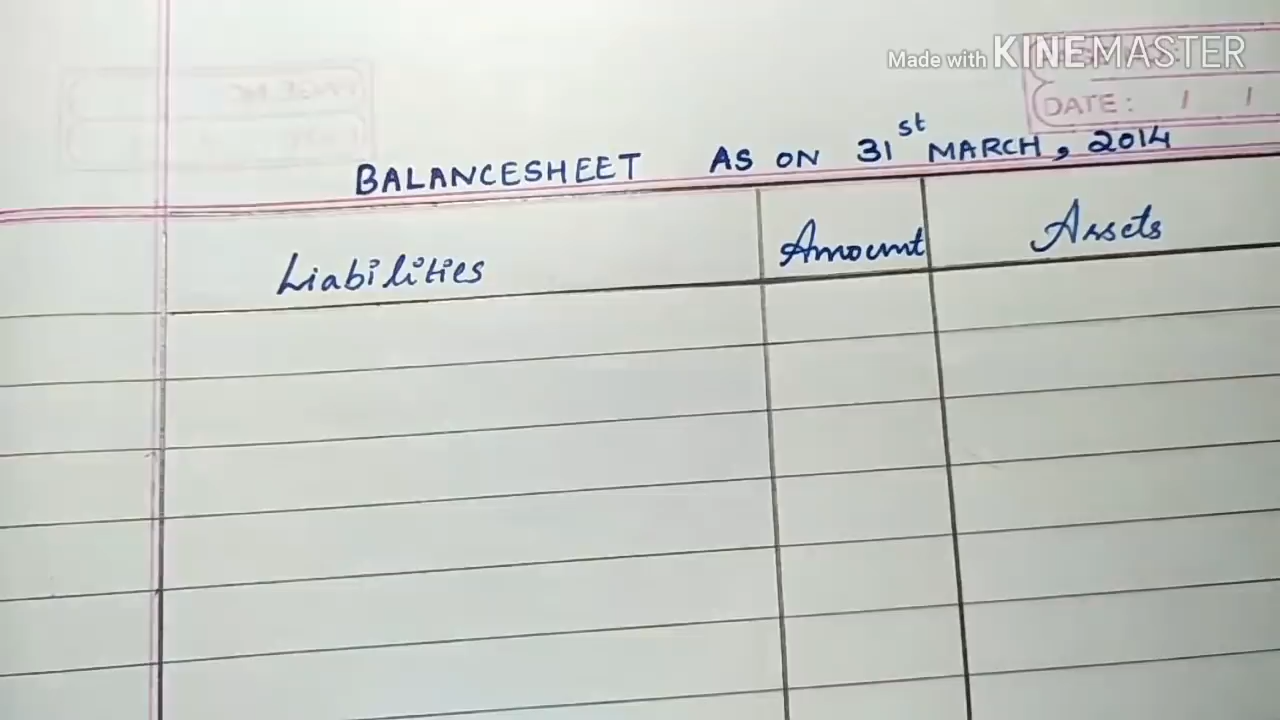 Made with KINEMASTER
DATE: / /
BALANCESHEET AS ON 31st MARCH, 2014
Liabilities Amount Assets